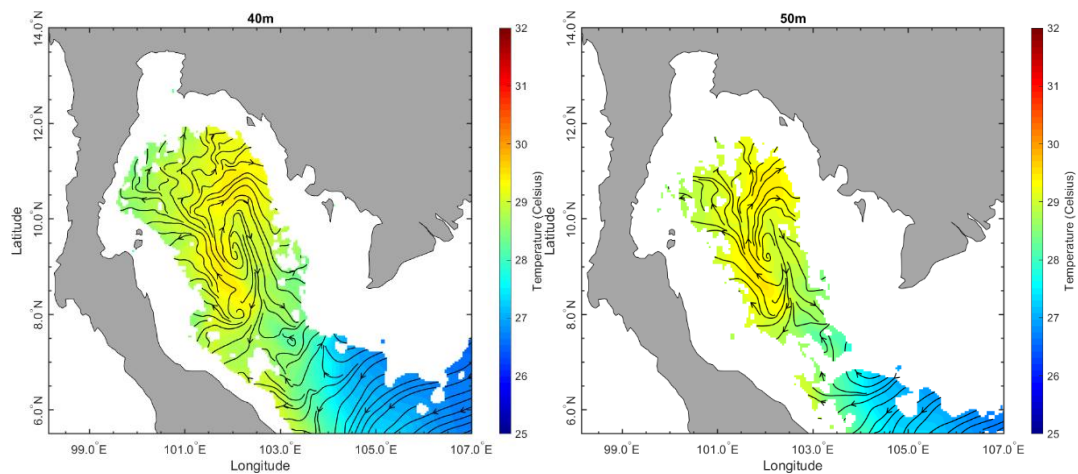 40m
14.0°N
12.0°N
10.0°N
8.0°N
6.0°N
Latitude
99.0°E
101.0°E
103.0°E
105.0°E
107.0°E
Longitude
32
31
30
29
28
27
26
25
Temperature (Celsius)
50m
14.0°N
12.0°N
10.0°N
8.0°N
6.0°N
Latitude
99.0°E
101.0°E
103.0°E
105.0°E
107.0°E
Longitude
32
31
30
29
28
27
26
25
Temperature (Celsius)